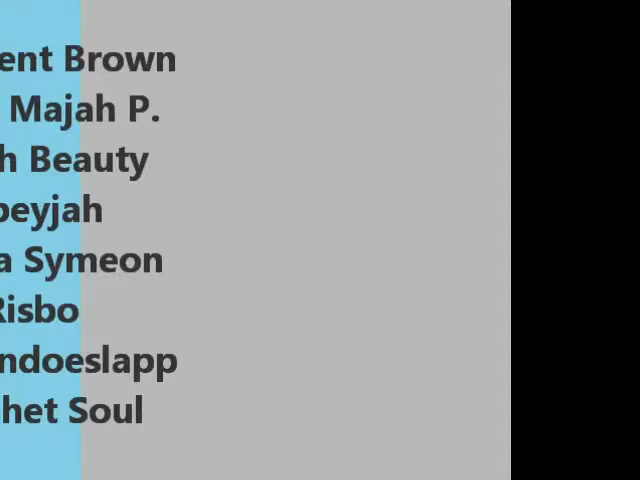 ent Brown
Majah P.
h Beauty
beyjah
a Symeon
Risbo
ndoeslapp
het Soul